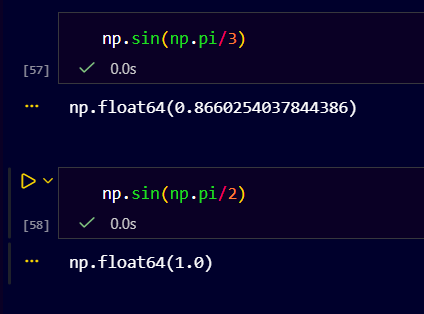 np.sin(np.pi/3)
[57]
0.0s
np.float64(0.8660254037844386)
np.sin(np.pi/2)
[58]
0.0s
np.float64(1.0)